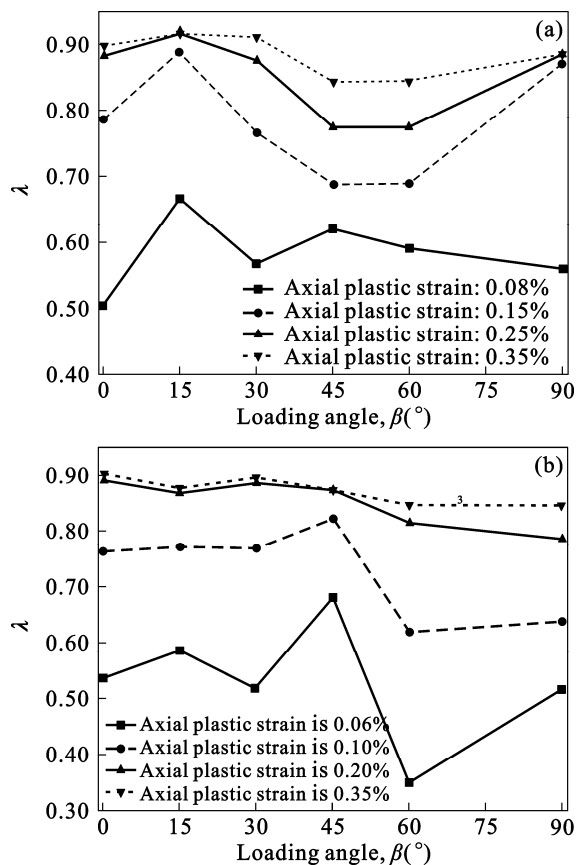 (a)
0.90
0.80
0.70
0.60
0.50
0.40
λ
Axial plastic strain: 0.08%
Axial plastic strain: 0.15%
Axial plastic strain: 0.25%
Axial plastic strain: 0.35%
0 15 30 45 60 75 90
Loading angle, β(°)
(b)
0.90
0.80
0.70
0.60
0.50
0.40
0.30
λ
3
Axial plastic strain is 0.06%
Axial plastic strain is 0.10%
Axial plastic strain is 0.20%
Axial plastic strain is 0.35%
0 15 30 45 60 75 90
Loading angle, β(°)